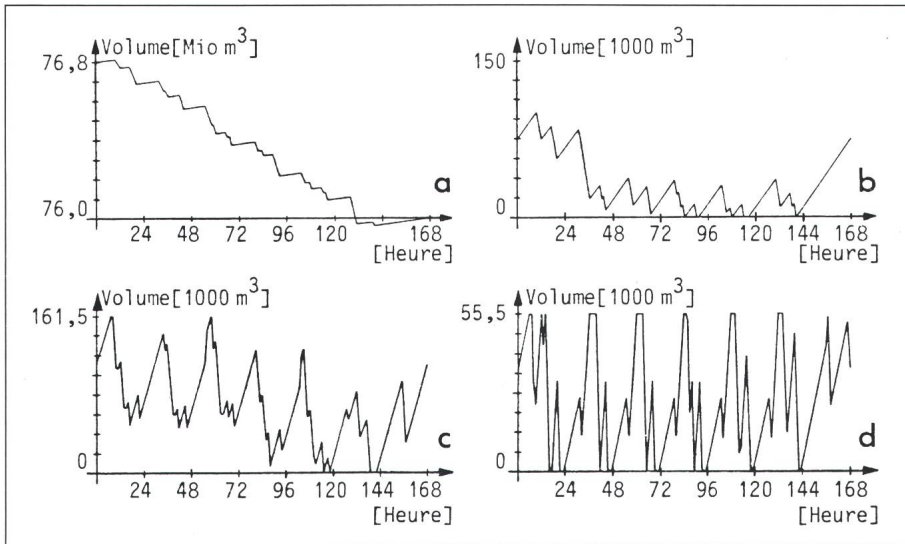 Volume[Mio m³]
76,8
76,0
a
24 48 72 96 120 168
[Heure]
Volume[1000 m³]
150
0
b
24 48 72 96 120 144 168
[Heure]
Volume[1000 m³]
161,5
0
c
24 48 72 96 120 144 168
[Heure]
Volume[1000 m³]
55,5
0
d
24 48 72 96 120 144 168
[Heure]